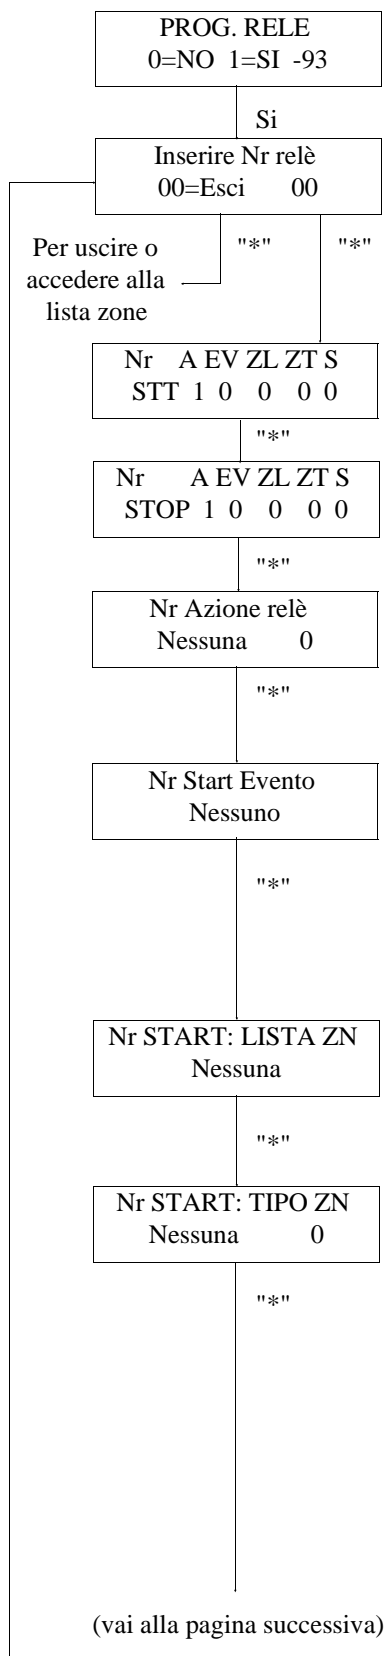 PROG. RELE
0=NO 1=SI -93
Si
Inserire Nr relè
00=Esci 00
Per uscire o
accedere alla
lista zone
"*"
"*"
Nr A EV ZL ZT S
STT 1 0 0 0 0
"*"
Nr A EV ZL ZT S
STOP 1 0 0 0 0
"*"
Nr Azione relè
Nessuna 0
"*"
Nr Start Evento
Nessuno
"*"
Nr START: LISTA ZN
Nessuna
"*"
Nr START: TIPO ZN
Nessuna 0
"*"
(vai alla pagina successiva)